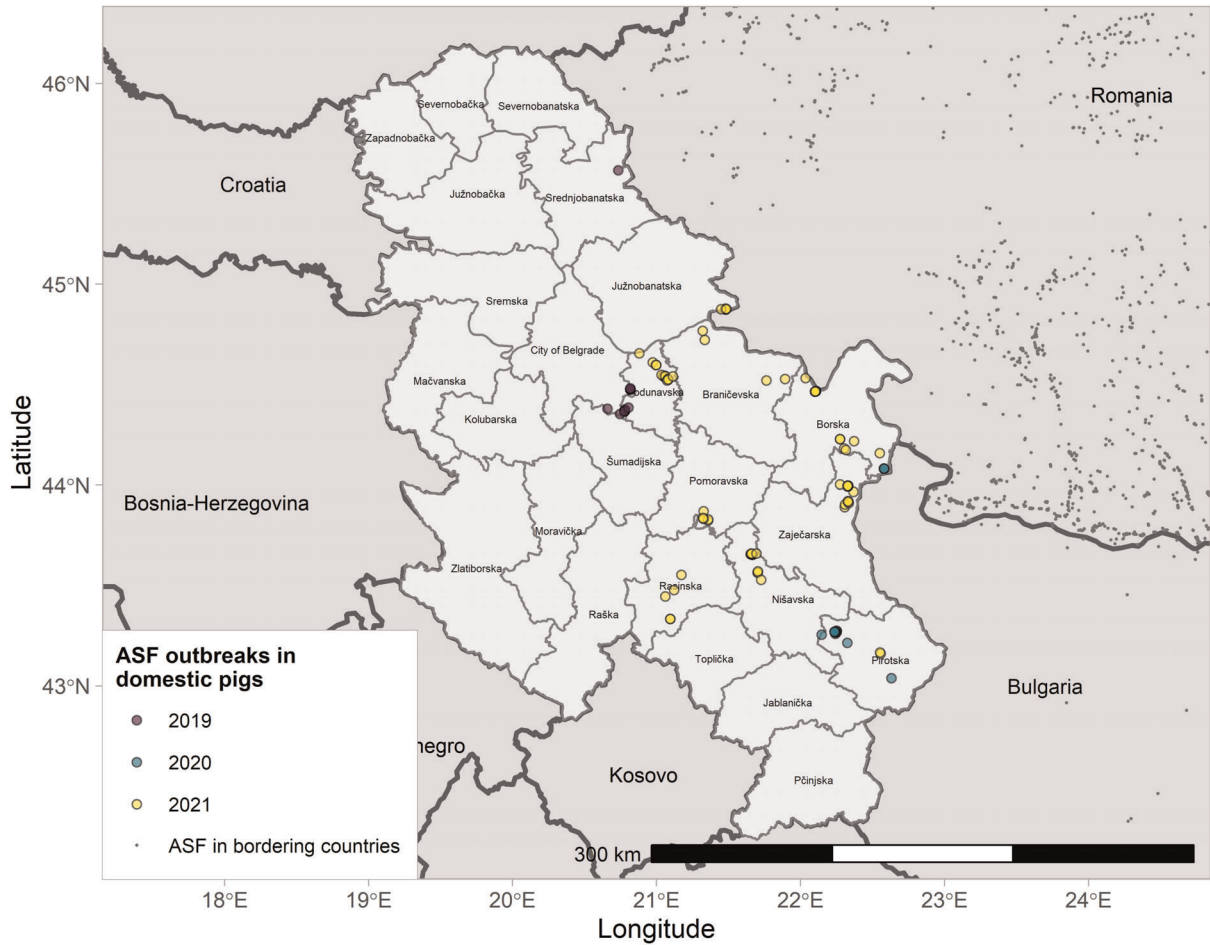 46°N
45°N
44°N
43°N
Latitude
Romania
Croatia
Bosnia-Herzegovina
negro
Kosovo
Bulgaria
Severnobačka
Severnobanatska
Zapadnobačka
Južnobačka
Srednjobanatska
Južnobanatska
Sremska
City of Belgrade
Mačvanska
Kolubarska
odunavska
Braničevska
Borska
Šumadijska
Pomoravska
Moravička
Zaječarska
Zlatiborska
Rasinska
Nišavska
Raška
Toplička
Pirotska
Jablanička
Pčinjska
ASF outbreaks in
domestic pigs
2019
2020
2021
ASF in bordering countries
300 km
18°E
19°E
20°E
21°E
22°E
23°E
24°E
Longitude